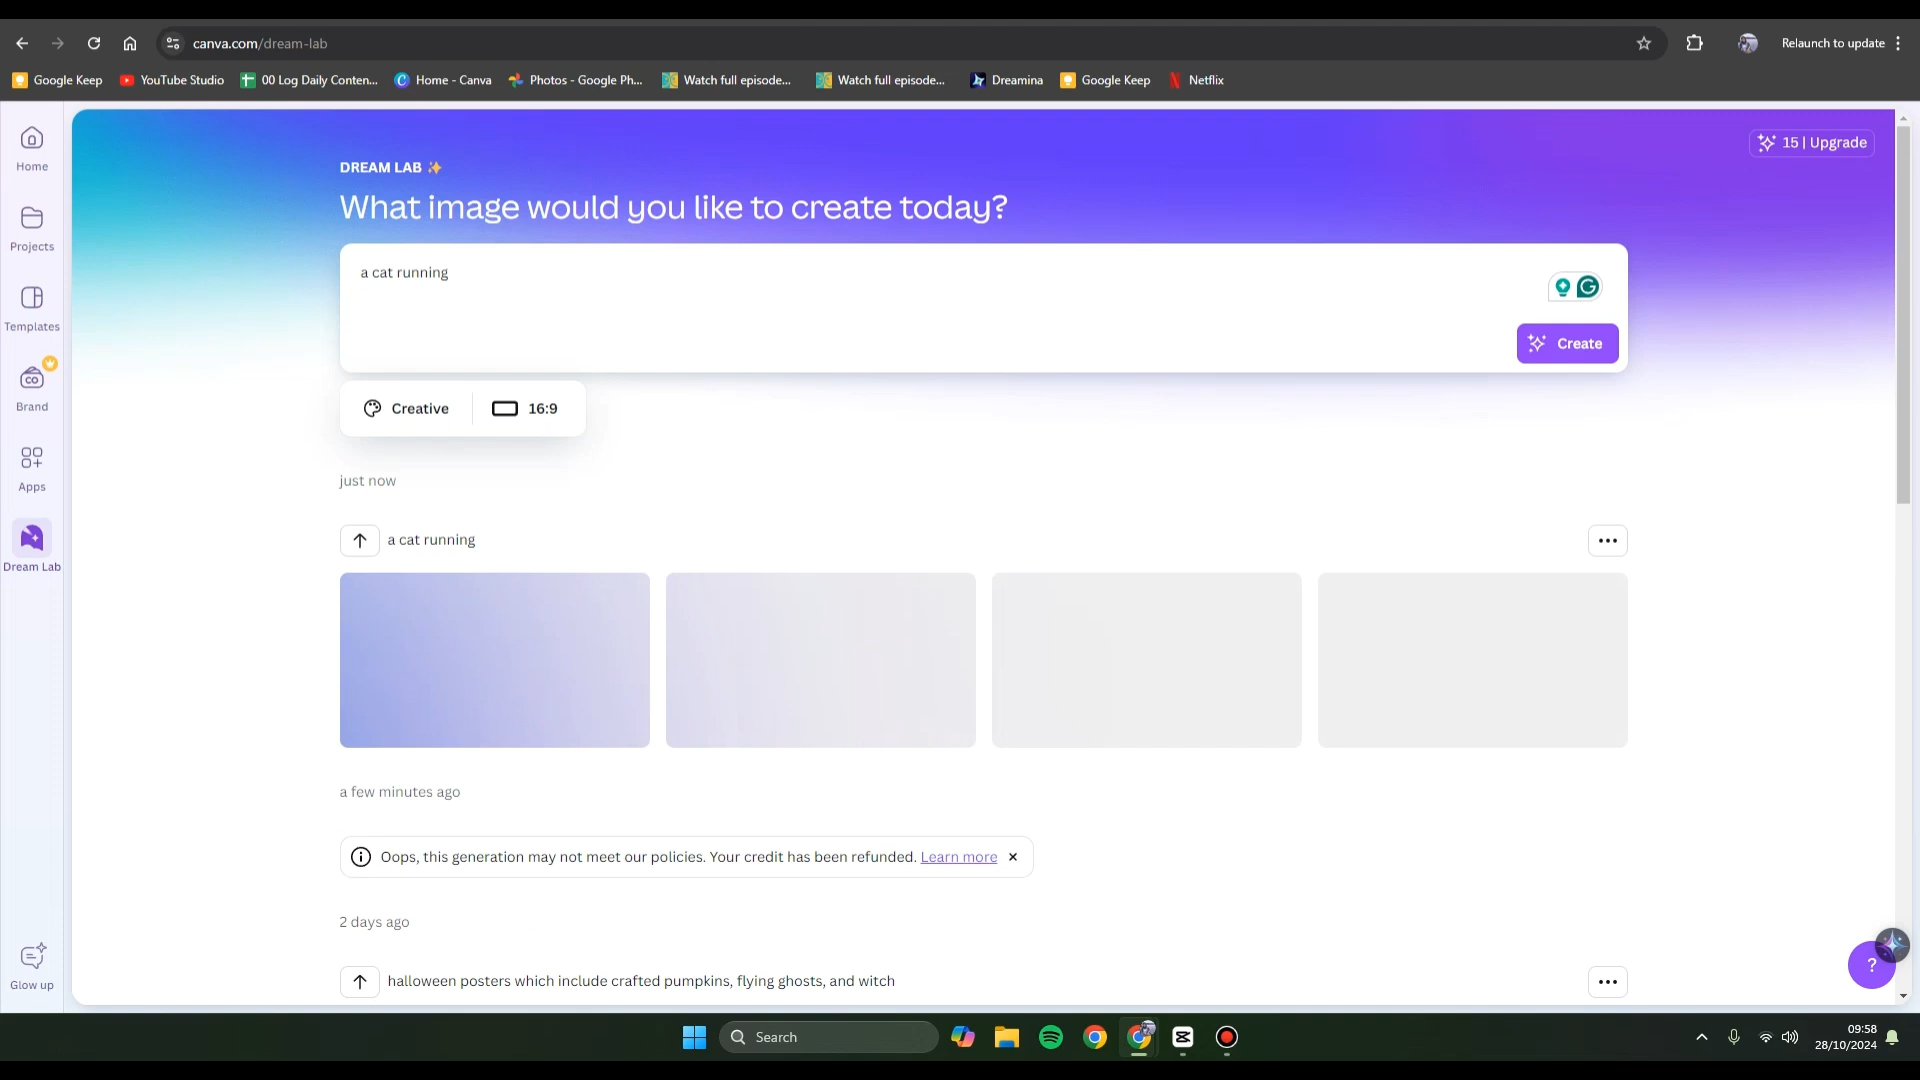 canva.com/dream-lab
Relaunch to update
Google Keep
YouTube Studio
00 Log Daily Conten...
Home - Canva
Photos - Google Ph...
Watch full episode...
Watch full episode...
Dreamina
Google Keep
Netflix
Home
Projects
Templates
Brand
Apps
Dream Lab
Glow up
15 | Upgrade
DREAM LAB
What image would you like to create today?
a cat running
Create
Creative
16:9
just now
a cat running
a few minutes ago
Oops, this generation may not meet our policies. Your credit has been refunded. Learn more
2 days ago
halloween posters which include crafted pumpkins, flying ghosts, and witch
?
Search
09:58
28/10/2024